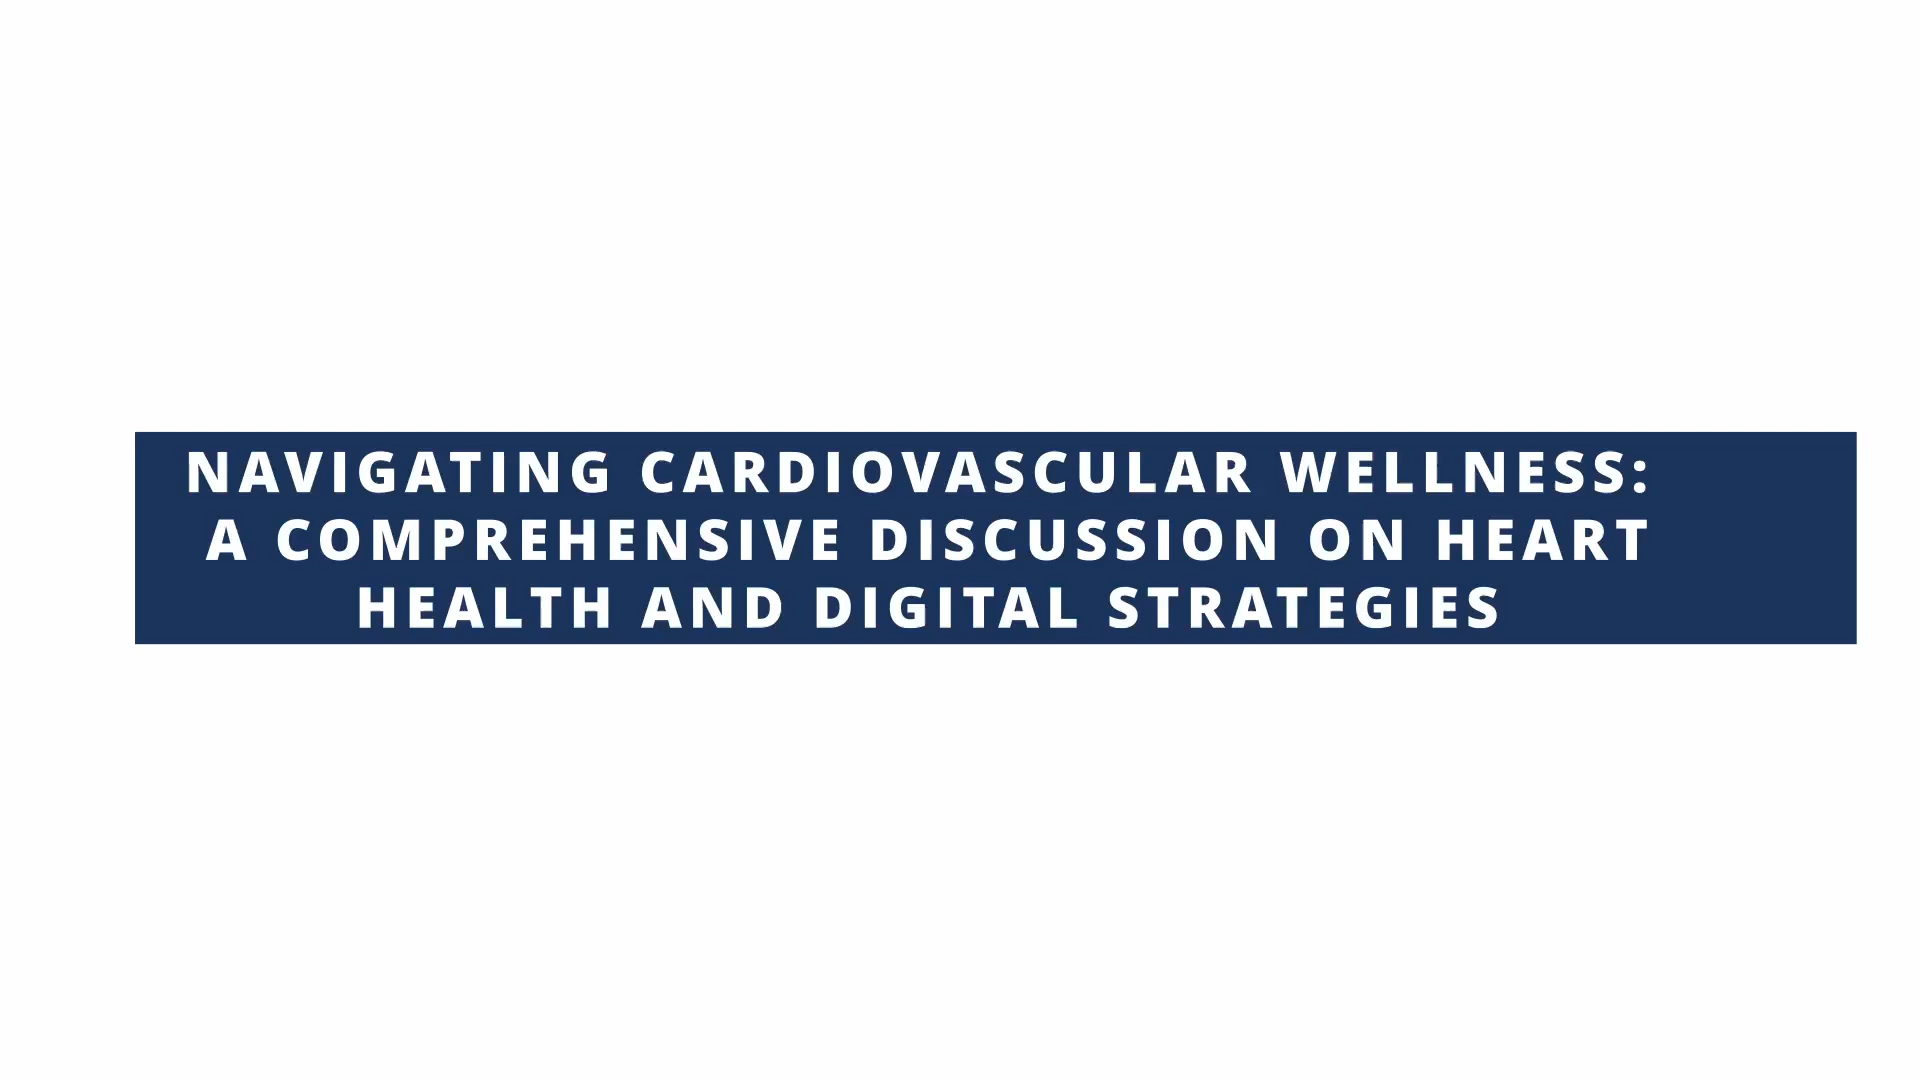 NAVIGATING CARDIOVASCULAR WELLNESS:
A COMPREHENSIVE DISCUSSION ON HEART
HEALTH AND DIGITAL STRATEGIES